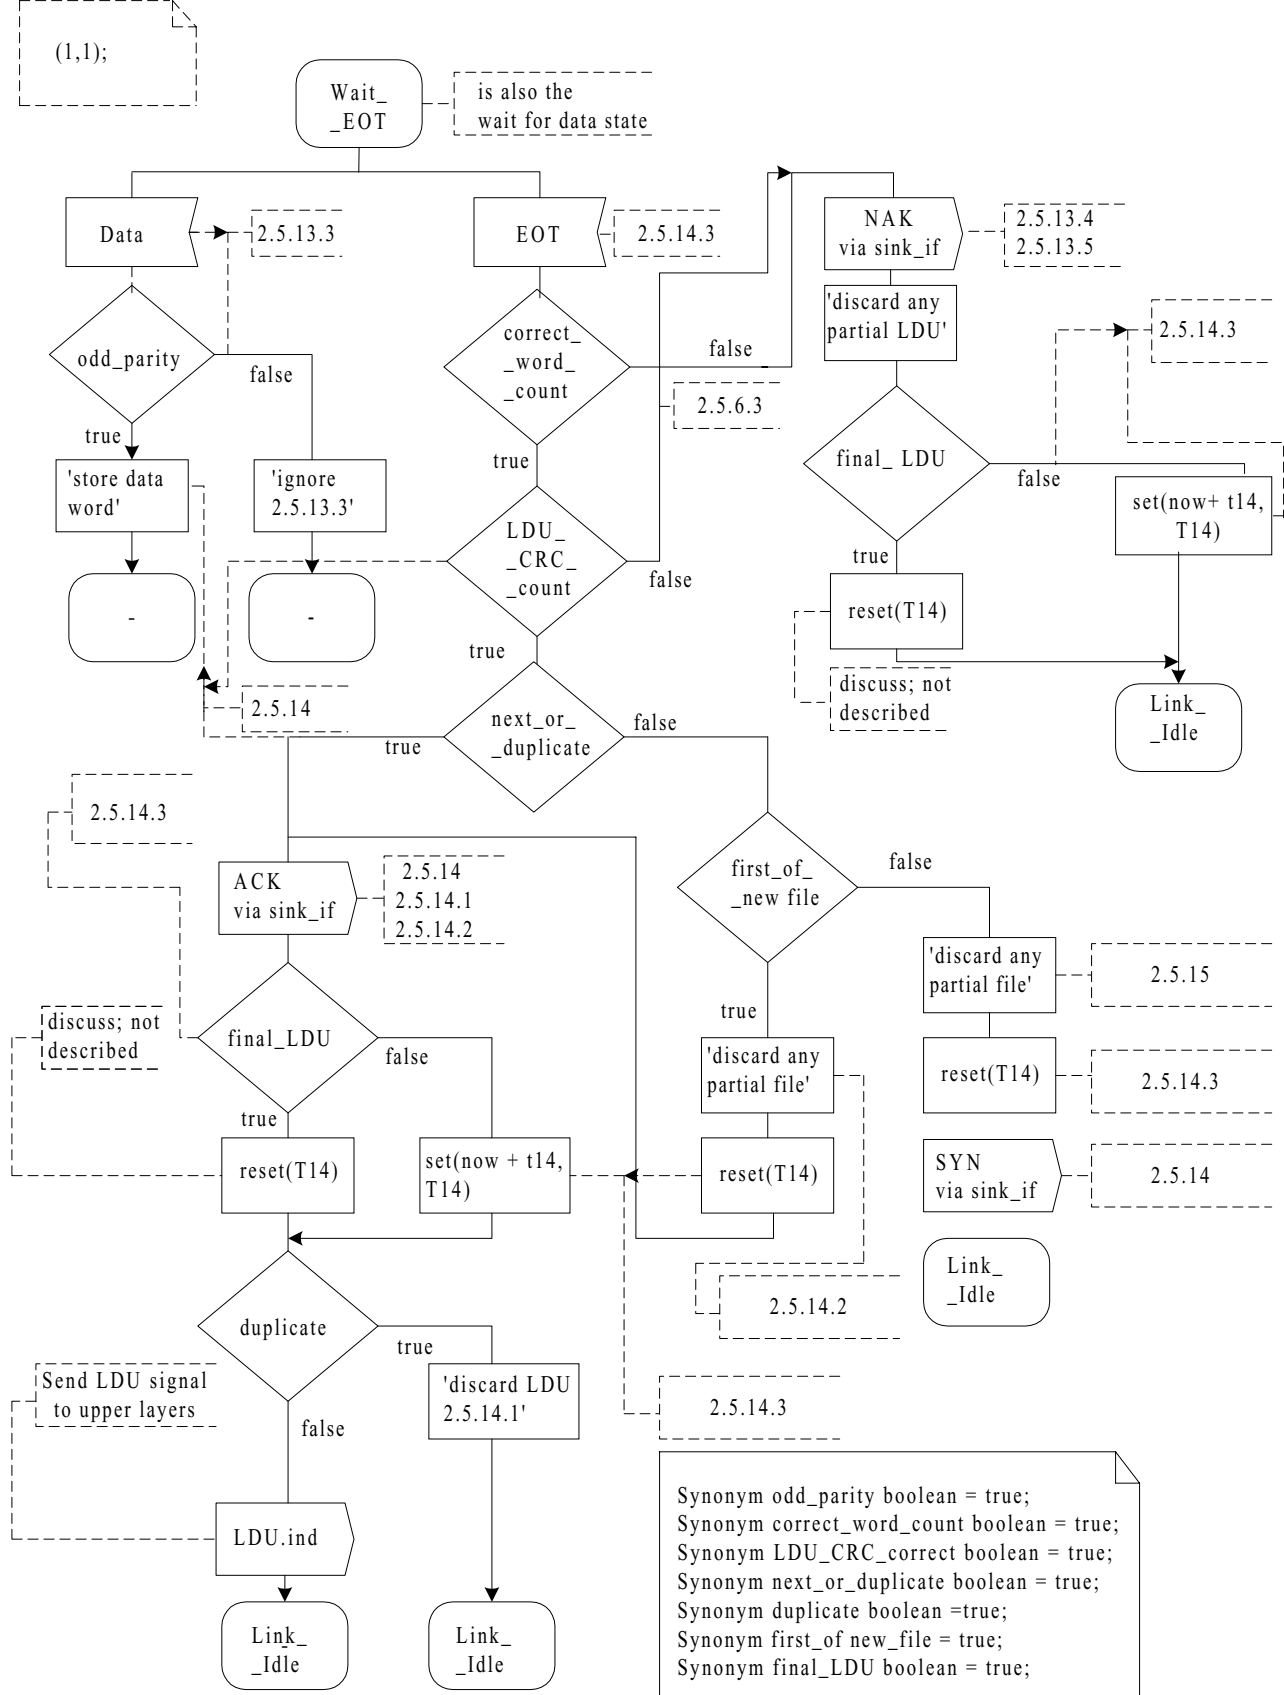 (1,1);
Wait_
_EOT
is also the
wait for data state
Data
2.5.13.3
EOT
2.5.14.3
NAK
via sink_if
2.5.13.4
2.5.13.5
odd_parity
false
true
correct_
_word_
_count
false
true
2.5.6.3
'discard any
partial LDU'
2.5.14.3
final_ LDU
false
true
'store data
word'
'ignore
2.5.13.3'
LDU_
_CRC_
_count
false
true
set(now+ t14,
T14)
reset(T14)
-
-
discuss; not
described
Link_
_Idle
2.5.14
next_or_
_duplicate
true
false
2.5.14.3
ACK
via sink_if
2.5.14
2.5.14.1
2.5.14.2
first_of_
_new file
false
true
'discard any
partial file'
2.5.15
discuss; not
described
final_LDU
false
true
'discard any
partial file'
reset(T14)
2.5.14.3
reset(T14)
set(now + t14,
T14)
reset(T14)
SYN
via sink_if
2.5.14
Link_
_Idle
2.5.14.2
duplicate
true
false
Send LDU signal
to upper layers
'discard LDU
2.5.14.1'
2.5.14.3
LDU.ind
Link_
_Idle
Link_
_Idle
Synonym odd_parity boolean = true;
Synonym correct_word_count boolean = true;
Synonym LDU_CRC_correct boolean = true;
Synonym next_or_duplicate boolean = true;
Synonym duplicate boolean =true;
Synonym first_of new_file = true;
Synonym final_LDU boolean = true;